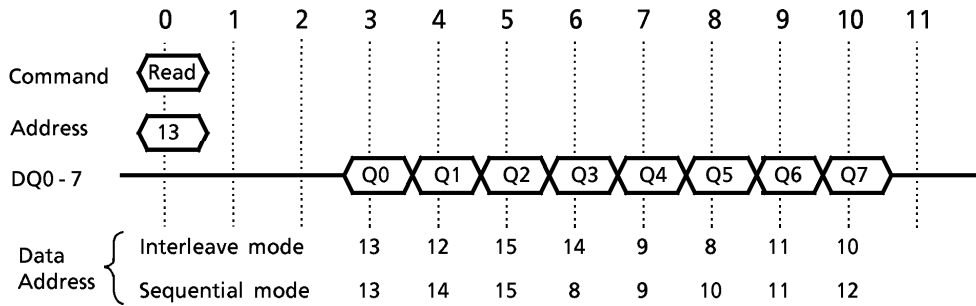 0 1 2 3 4 5 6 7 8 9 10 11
Command Read
Address 13
DQ0 - 7 Q0 Q1 Q2 Q3 Q4 Q5 Q6 Q7
Data Address
Interleave mode 13 12 15 14 9 8 11 10
Sequential mode 13 14 15 8 9 10 11 12